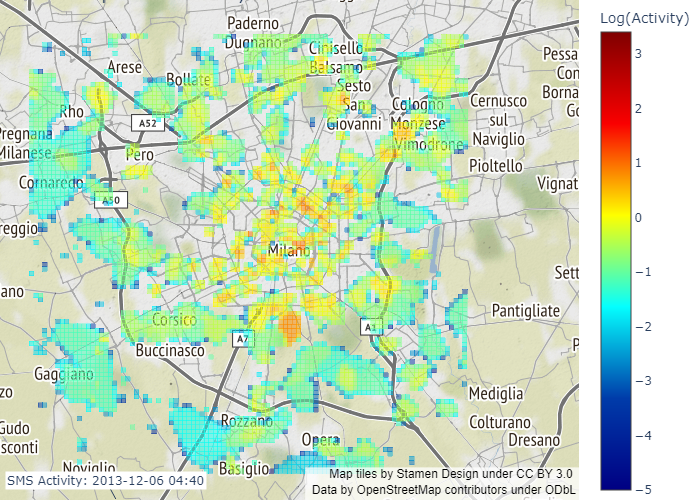 Log(Activity)
3
2
1
0
−1
−2
−3
−4
−5
Paderno
Dugnano
Cinisello
Balsamo
Arese
Bollate
Sesto
San
Giovanni
Rho
A52
Cologno
Monzese
Vimodrone
Cernusco
sul
Naviglio
Pessa
Con
Borna
Go
Pregnana
Milanese
Pero
Pioltello
Cornaredo
A50
Vignat
reggio
Milano
Sett
ano
Pantigliate
Corsico
A7
A1
Buccinasco
P
Gaggiano
zo
Mediglia
Gudo
sconti
Rozzano
Colturano
Dresano
Opera
Noviglio
Basiglio
SMS Activity: 2013-12-06 04:40
Map tiles by Stamen Design under CC BY 3.0
Data by OpenStreetMap contributors under ODbL